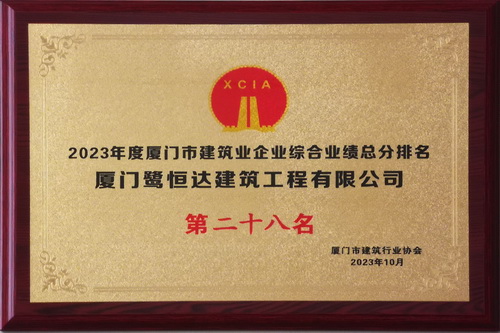 XCIA
2023年度厦门市建筑业企业综合业绩总分排名
厦门鹭恒达建筑工程有限公司
第二十八名
厦门市建筑行业协会
2023年10月